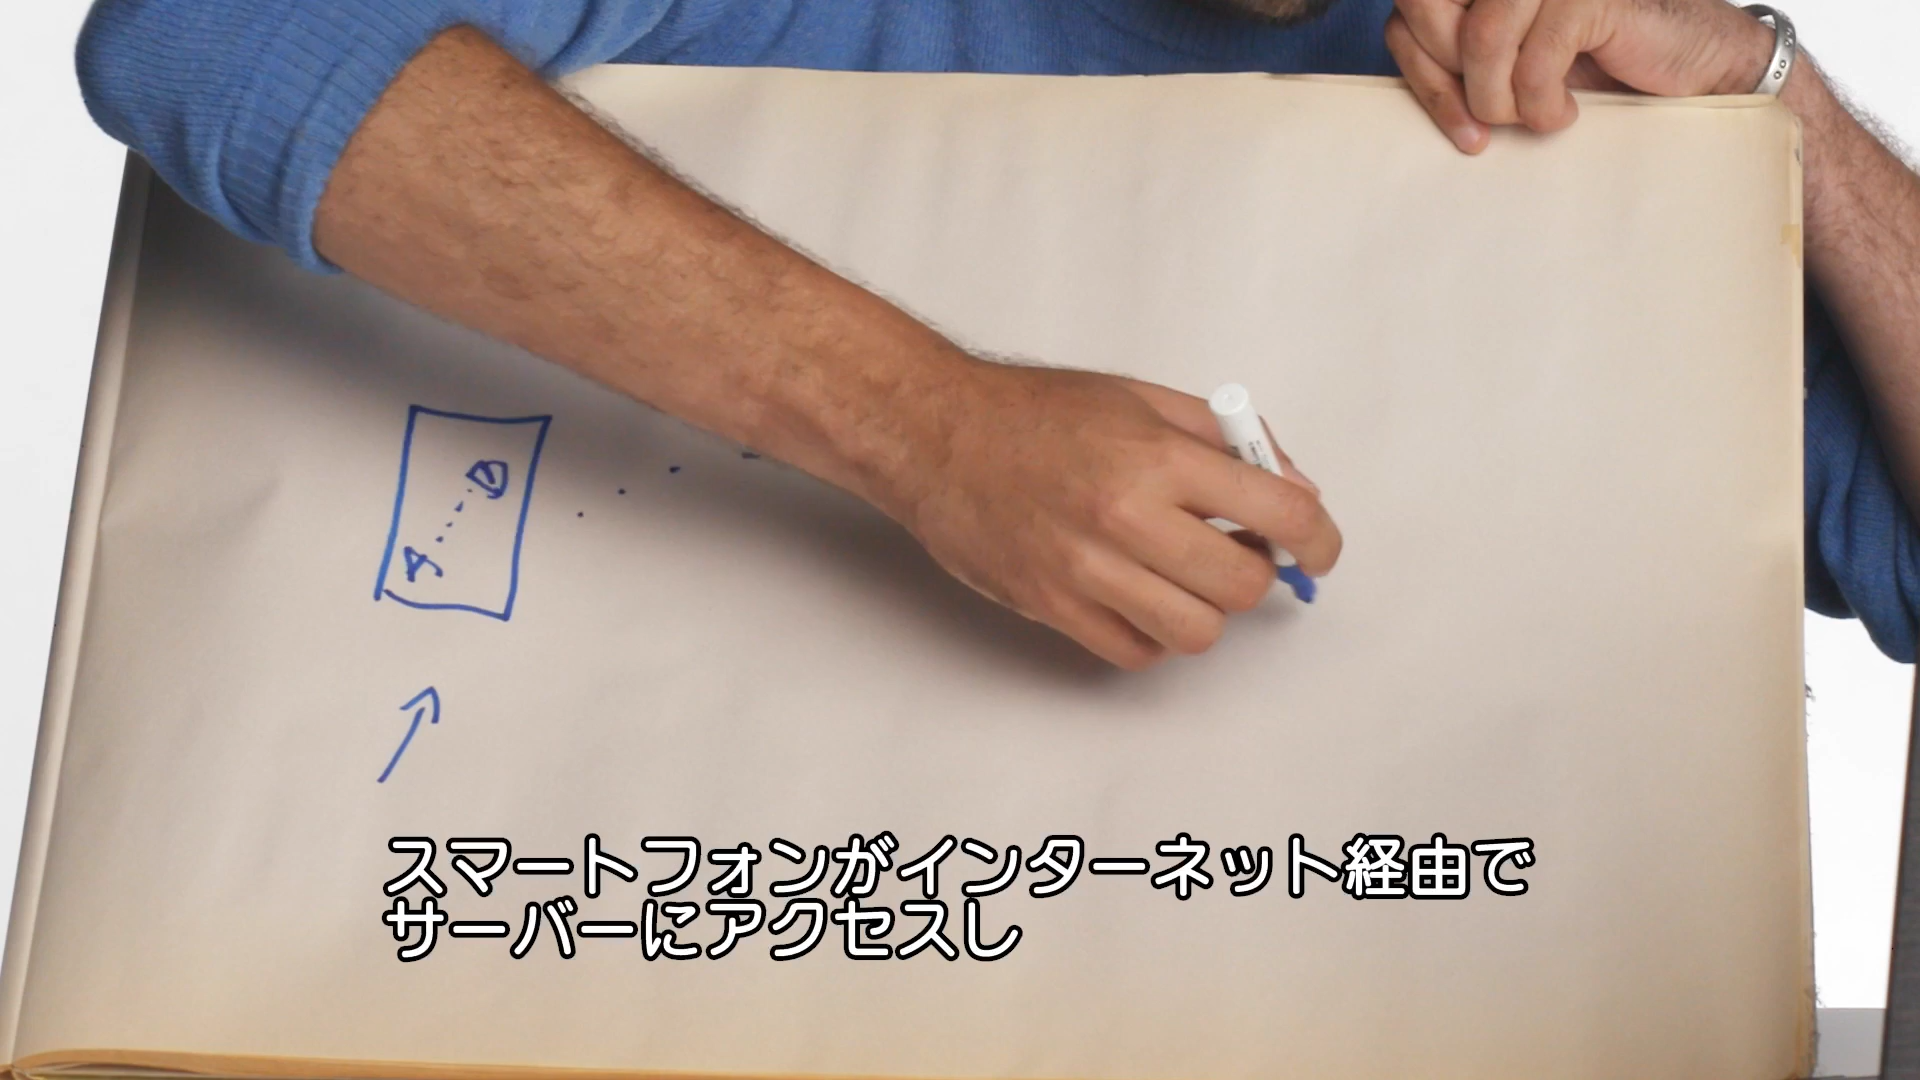 B
A
スマートフォンがインターネット経由で
サーバーにアクセスし